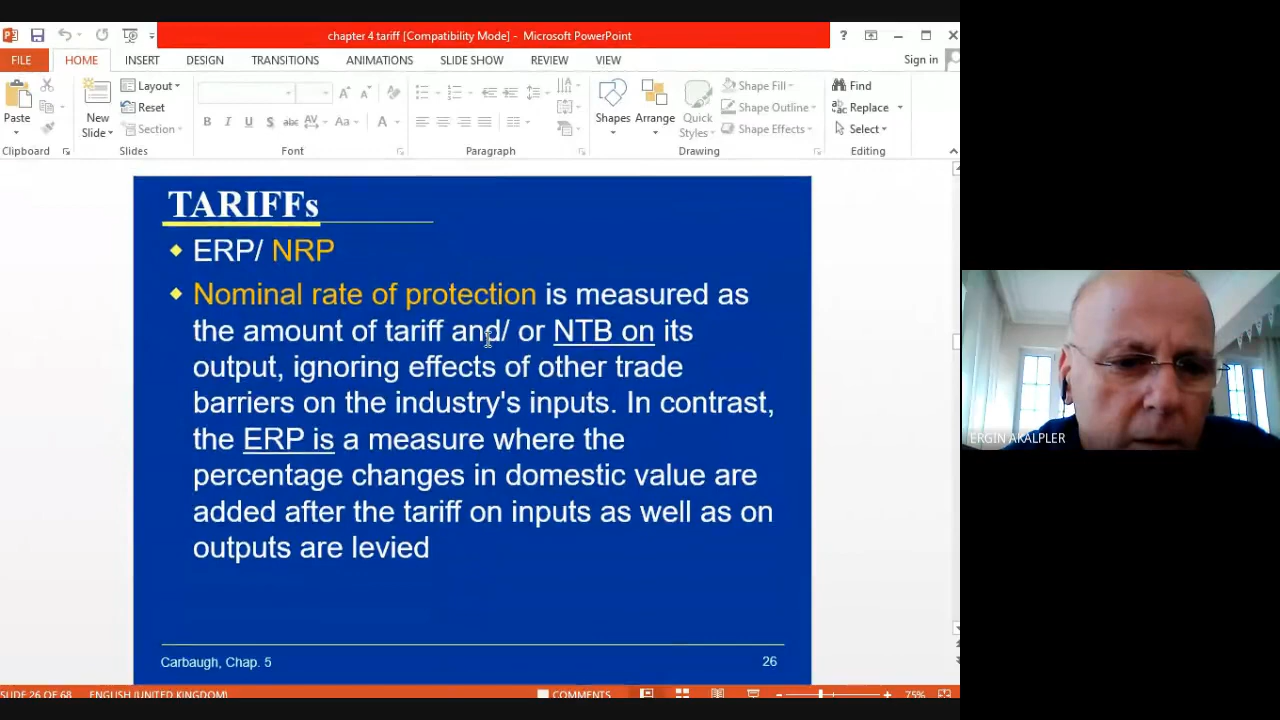 chapter 4 tariff [Compatibility Mode] - Microsoft PowerPoint
FILE HOME INSERT DESIGN TRANSITIONS ANIMATIONS SLIDE SHOW REVIEW VIEW Sign in
Paste
Clipboard
New
Slide
Layout
Reset
Section
Slides
B I U S abc AV Aa A
Font
Paragraph
Shapes
Arrange
Quick
Styles
Shape Fill
Shape Outline
Shape Effects
Drawing
Find
Replace
Select
Editing
TARIFFs
ERP/ NRP
Nominal rate of protection is measured as
the amount of tariff and/ or NTB on its
output, ignoring effects of other trade
barriers on the industry's inputs. In contrast,
the ERP is a measure where the
percentage changes in domestic value are
added after the tariff on inputs as well as on
outputs are levied
Carbaugh, Chap. 5
26
SLIDE 26 OF 68 ENGLISH (UNITED KINGDOM) COMMENTS 75%
ERGIN AKALPLER